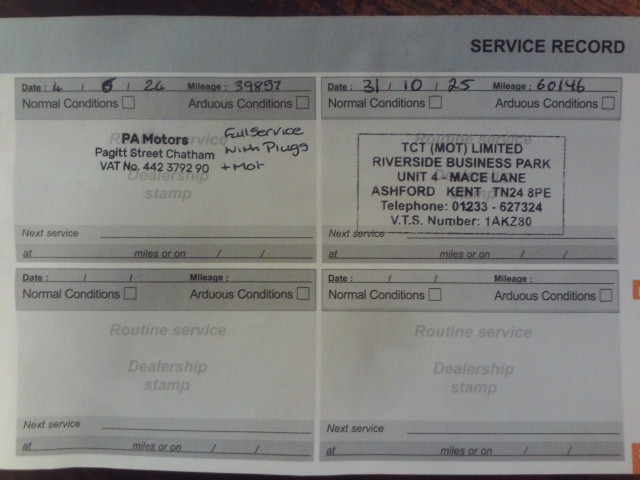 SERVICE RECORD
Date : 4 / 6 / 24 Mileage : 39857
Normal Conditions Arduous Conditions
PA Motors
Pagitt Street Chatham
VAT No. 442 3792 90
Full Service
With Plugs
+ Mot
Dealership
stamp
Next service
at miles or on / /
Date : 31 / 10 / 25 Mileage : 60146
Normal Conditions Arduous Conditions
TCT (MOT) LIMITED
RIVERSIDE BUSINESS PARK
UNIT 4 - MACE LANE
ASHFORD KENT TN24 8PE
Telephone: 01233 - 627324
V.T.S. Number: 1AKZ80
Next service
at miles or on / /
Date : / / Mileage :
Normal Conditions Arduous Conditions
Routine service
Dealership
stamp
Next service
at miles or on / /
Date : / / Mileage :
Normal Conditions Arduous Conditions
Routine service
Dealership
stamp
Next service
at miles or on / /